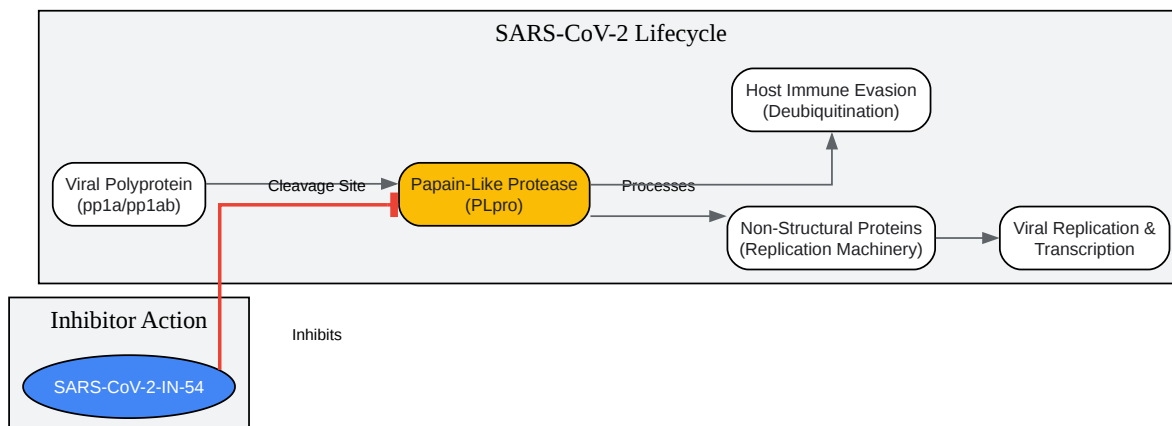 SARS-CoV-2 Lifecycle
Host Immune Evasion
(Deubiquitination)
Viral Polyprotein
(pp1a/pp1ab)
Cleavage Site
Papain-Like Protease
(PLpro)
Processes
Non-Structural Proteins
(Replication Machinery)
Viral Replication &
Transcription
Inhibitor Action
Inhibits
SARS-CoV-2-IN-54